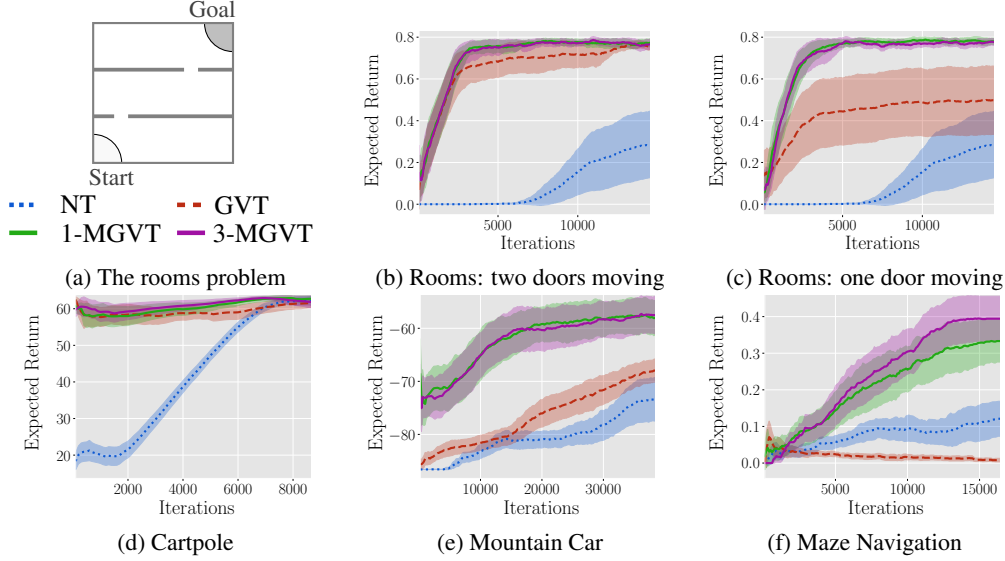 Goal
Start
NT
GVT
1-MGVT
3-MGVT
(a) The rooms problem
Expected Return
0.8
0.6
0.4
0.2
0.0
5000 10000
Iterations
(b) Rooms: two doors moving
Expected Return
0.8
0.6
0.4
0.2
0.0
5000 10000
Iterations
(c) Rooms: one door moving
Expected Return
60
50
40
30
20
2000 4000 6000 8000
Iterations
(d) Cartpole
Expected Return
−60
−70
−80
10000 20000 30000
Iterations
(e) Mountain Car
Expected Return
0.4
0.3
0.2
0.1
0.0
5000 10000 15000
Iterations
(f) Maze Navigation